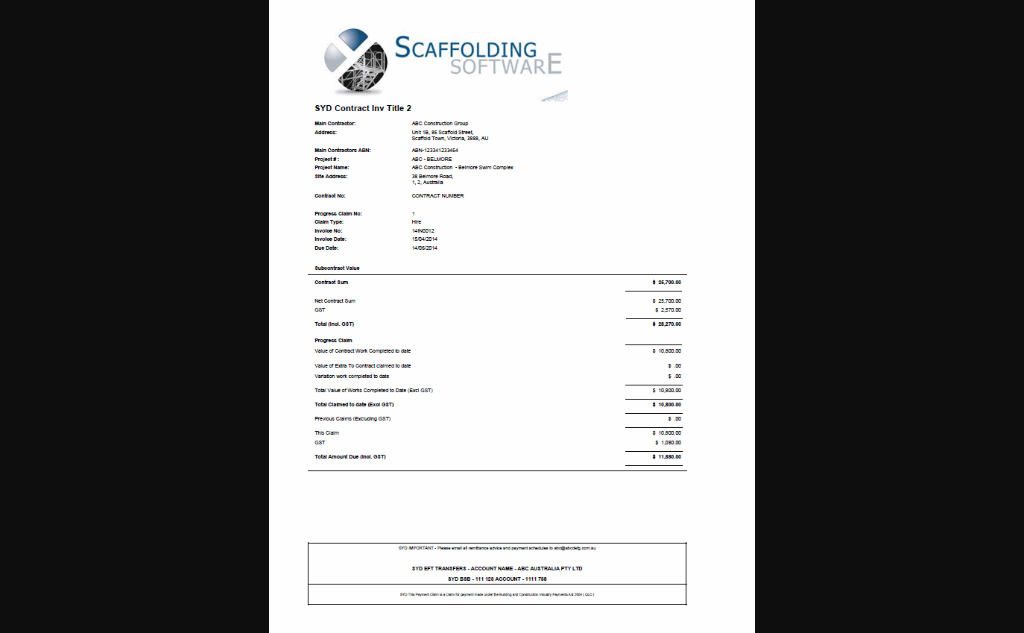 SCAFFOLDING
SOFTWARE
SYD Contract Inv Title 2
Main Contractor: ABC Construction Group
Address: Unit 1B, 85 Scaffold Street,
Scaffold Town, Victoria, 3888, AU
Main Contractors ABN: ABN-123341233454
Project # : ABC - BELMORE
Project Name: ABC Construction - Belmore Swim Complex
Site Address: 38 Belmore Road,
1, 2, Australia
Contract No: CONTRACT NUMBER
Progress Claim No: 1
Claim Type: Hire
Invoice No: 14IN0012
Invoice Date: 15/04/2014
Due Date: 14/05/2014
Subcontract Value
Contract Sum $ 25,700.00
Net Contract Sum $ 25,700.00
GST $ 2,570.00
Total (Incl. GST) $ 28,270.00
Progress Claim
Value of Contract Work Completed to date $ 10,800.00
Value of Extra To Contract claimed to date $ .00
Variation work completed to date $ .00
Total Value of Works Completed to Date (Excl GST) $ 10,800.00
Total Claimed to date (Excl GST) $ 10,800.00
Previous Claims (Excluding GST) $ .00
This Claim $ 10,800.00
GST $ 1,080.00
Total Amount Due (Incl. GST) $ 11,880.00
SYD IMPORTANT - Please email all remittance advice and payment schedules to abc@abcdefg.com.au
SYD EFT TRANSFERS - ACCOUNT NAME - ABC AUSTRALIA PTY LTD
SYD BSB - 111 123 ACCOUNT - 1111 768
SYD This Payment Claim is a claim for payment made under the Building and Construction Industry Payments Act 2004